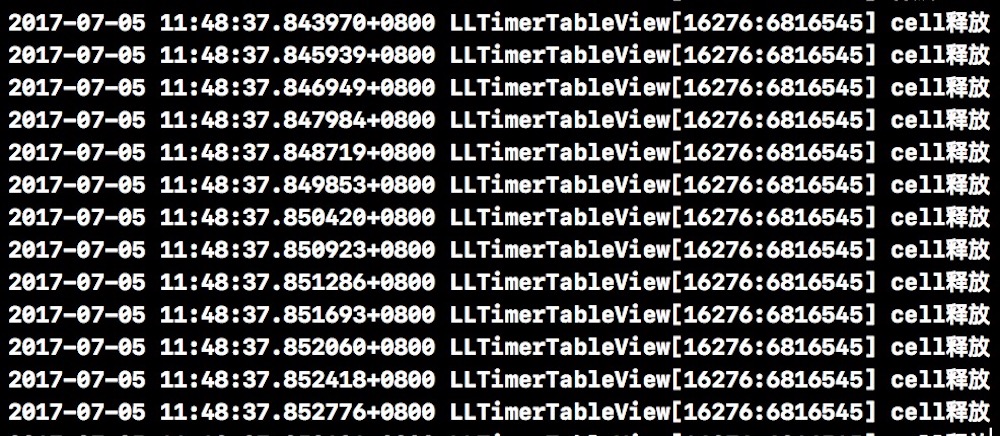 2017-07-05 11:48:37.843970+0800 LLTimerTableView[16276:6816545] cell释放
2017-07-05 11:48:37.845939+0800 LLTimerTableView[16276:6816545] cell释放
2017-07-05 11:48:37.846949+0800 LLTimerTableView[16276:6816545] cell释放
2017-07-05 11:48:37.847984+0800 LLTimerTableView[16276:6816545] cell释放
2017-07-05 11:48:37.848719+0800 LLTimerTableView[16276:6816545] cell释放
2017-07-05 11:48:37.849853+0800 LLTimerTableView[16276:6816545] cell释放
2017-07-05 11:48:37.850420+0800 LLTimerTableView[16276:6816545] cell释放
2017-07-05 11:48:37.850923+0800 LLTimerTableView[16276:6816545] cell释放
2017-07-05 11:48:37.851286+0800 LLTimerTableView[16276:6816545] cell释放
2017-07-05 11:48:37.851693+0800 LLTimerTableView[16276:6816545] cell释放
2017-07-05 11:48:37.852060+0800 LLTimerTableView[16276:6816545] cell释放
2017-07-05 11:48:37.852418+0800 LLTimerTableView[16276:6816545] cell释放
2017-07-05 11:48:37.852776+0800 LLTimerTableView[16276:6816545] cell释放